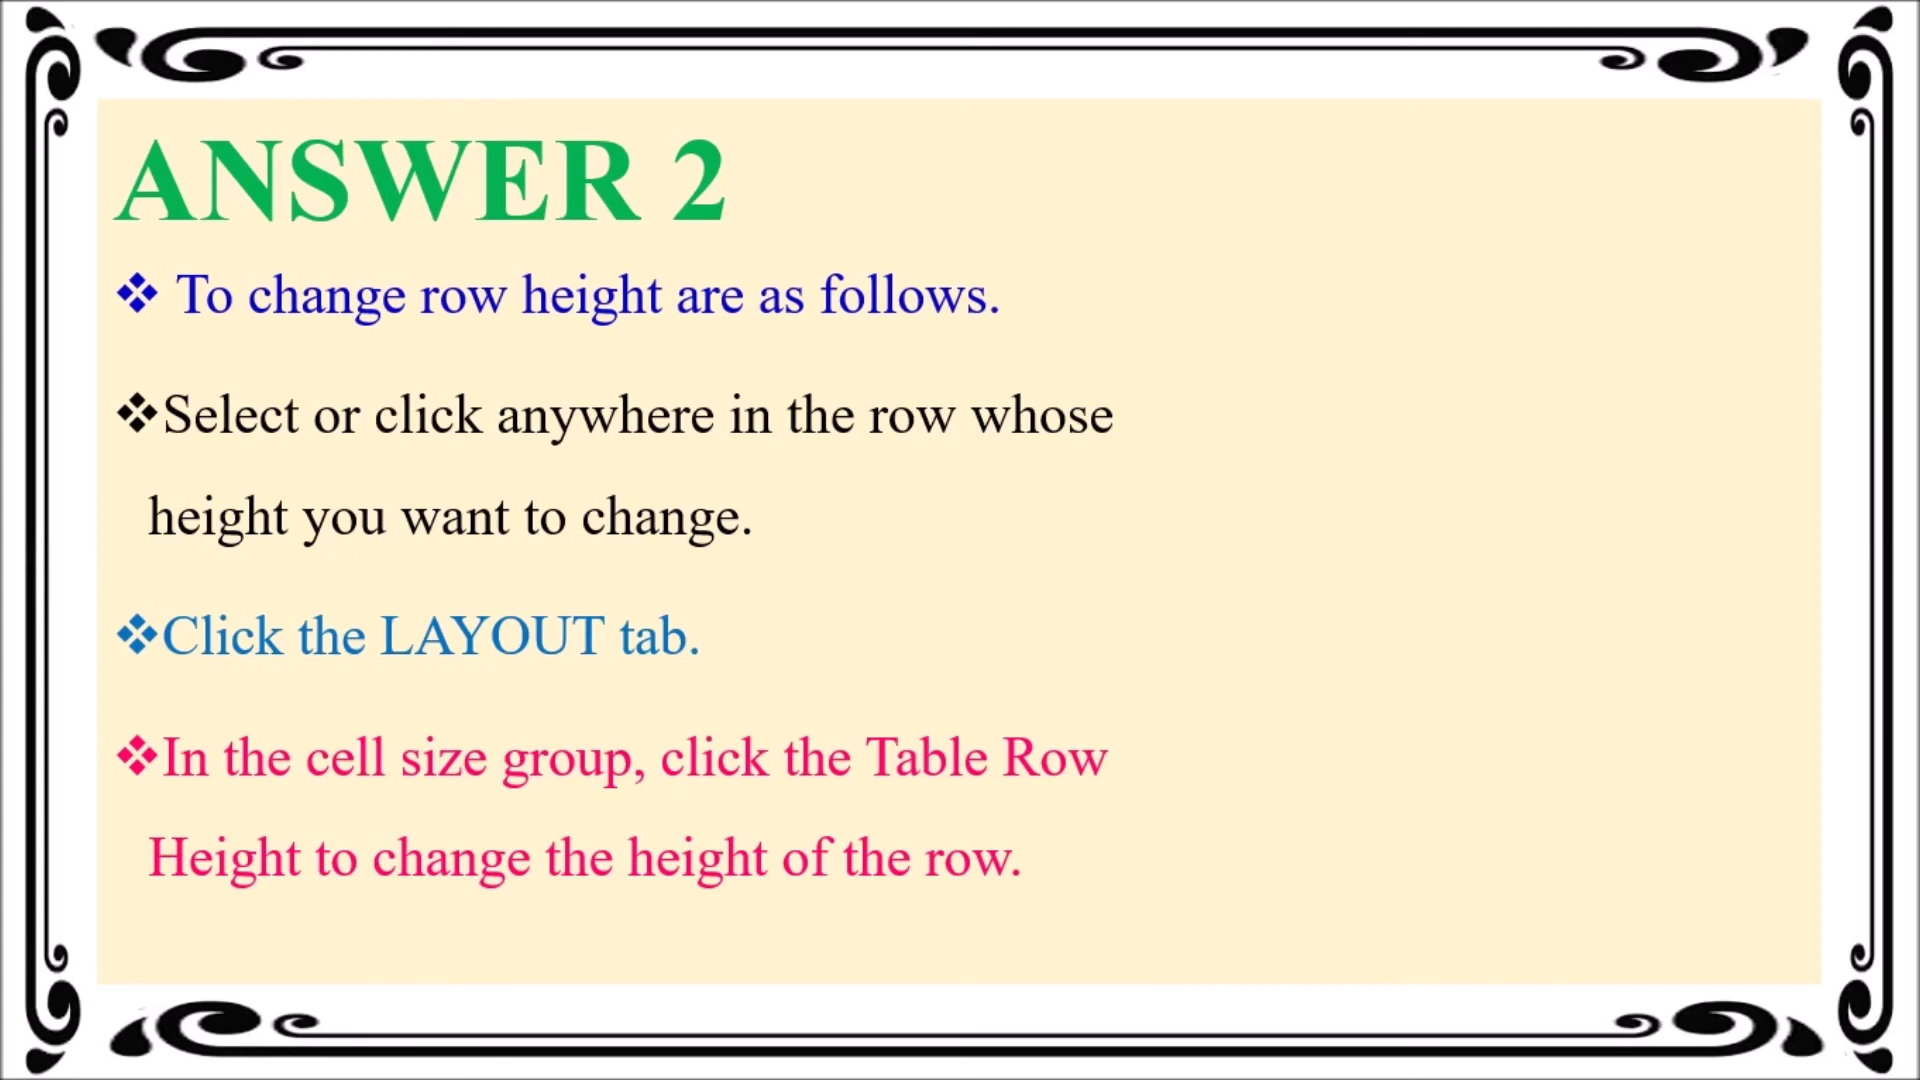 ANSWER 2
❖ To change row height are as follows.
❖Select or click anywhere in the row whose
height you want to change.
❖Click the LAYOUT tab.
❖In the cell size group, click the Table Row
Height to change the height of the row.